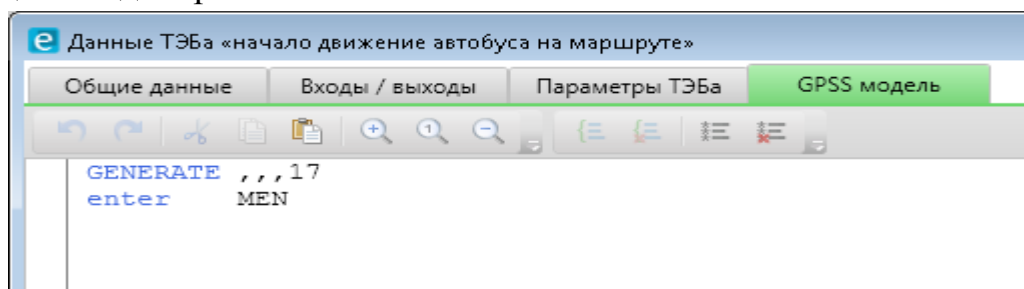 Данные ТЭБа «начало движение автобуса на маршруте»
Общие данные Входы / выходы Параметры ТЭБа GPSS модель
GENERATE ,,,17
enter MEN